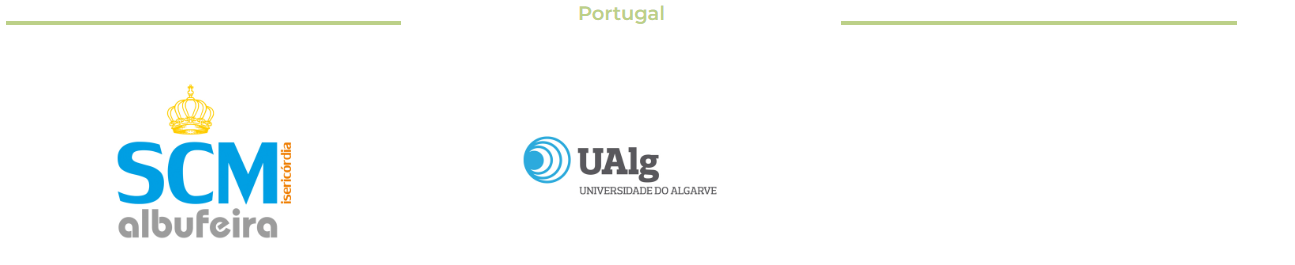 Portugal
SCM
isericórdia
albufeira
UAlg
UNIVERSIDADE DO ALGARVE